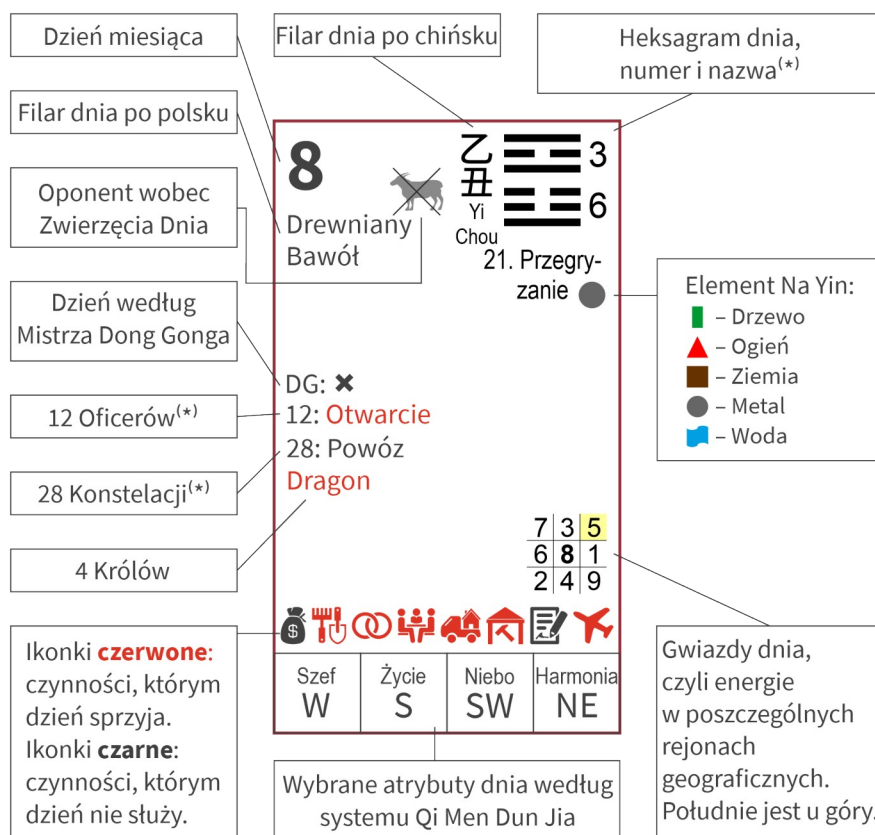 Dzień miesiąca
Filar dnia po chińsku
Heksagram dnia,
numer i nazwa(*)
Filar dnia po polsku
Oponent wobec
Zwierzęcia Dnia
8
Drewniany
Bawół
乙
丑
Yi
Chou
3
6
21. Przegry-
zanie
Element Na Yin:
– Drzewo
– Ogień
– Ziemia
– Metal
– Woda
Dzień według
Mistrza Dong Gonga
12 Oficerów(*)
28 Konstelacji(*)
4 Królów
DG: ✖
12: Otwarcie
28: Powóz
Dragon
7 3 5
6 8 1
2 4 9
$
Ikonki czerwone:
czynności, którym
dzień sprzyja.
Ikonki czarne:
czynności, którym
dzień nie służy.
Szef Życie Niebo Harmonia
W S SW NE
Wybrane atrybuty dnia według
systemu Qi Men Dun Jia
Gwiazdy dnia,
czyli energie
w poszczególnych
rejonach
geograficznych.
Południe jest u góry.